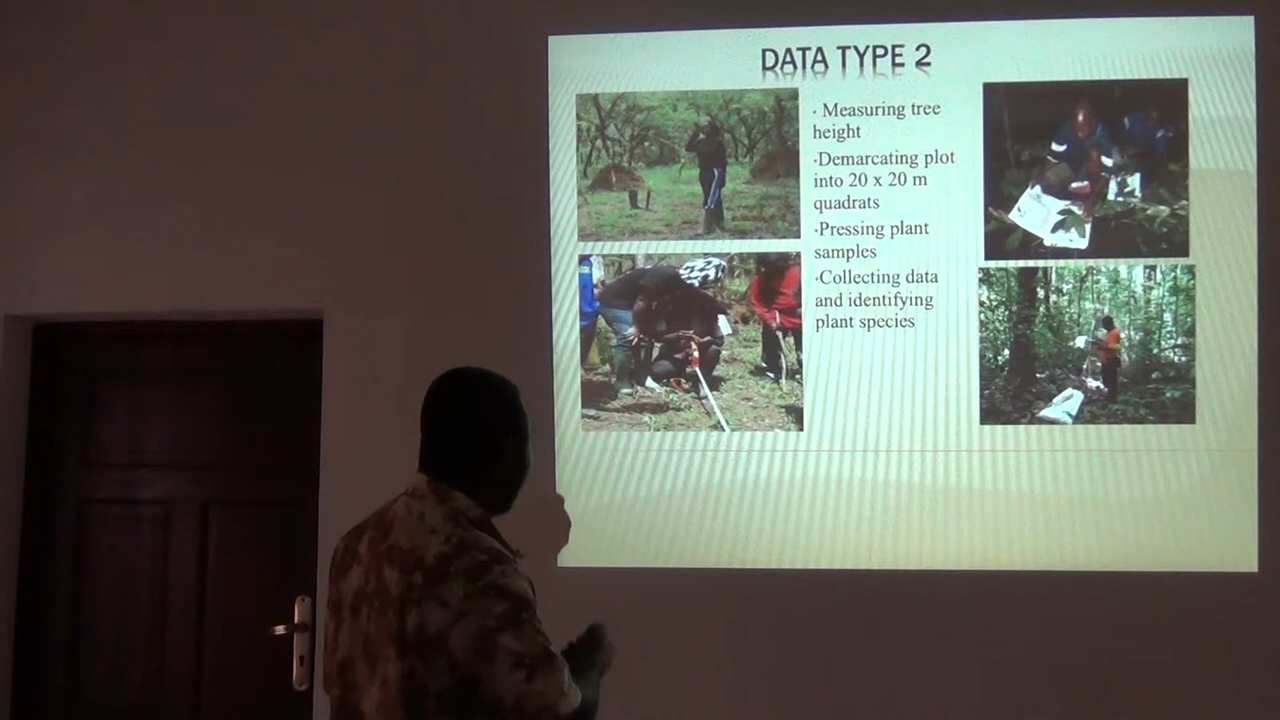 DATA TYPE 2
· Measuring tree
height
·Demarcating plot
into 20 x 20 m
quadrats
·Pressing plant
samples
·Collecting data
and identifying
plant species